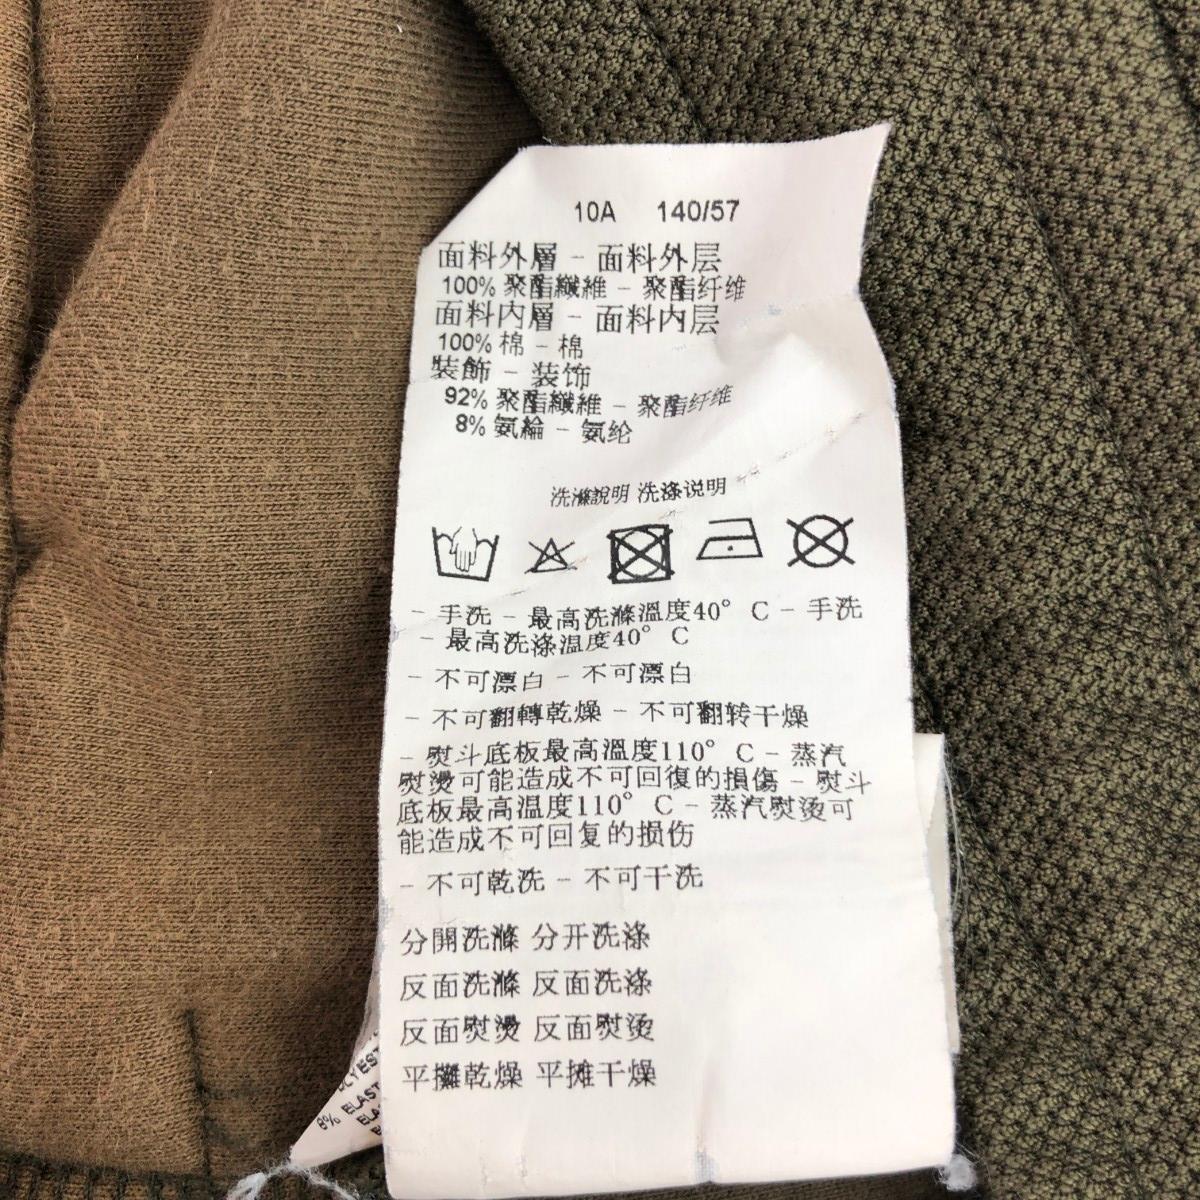 10A 140/57
面料外層 - 面料外层
100% 聚酯纖維 - 聚酯纤维
面料内層 - 面料内层
100% 棉 - 棉
裝飾 - 装饰
92% 聚酯纖維 - 聚酯纤维
8% 氨綸 - 氨纶
洗滌說明 洗涤说明
- 手洗 - 最高洗滌溫度40° C - 手洗
- 最高洗涤温度40° C
- 不可漂白 - 不可漂白
- 不可翻轉乾燥 - 不可翻转干燥
- 熨斗底板最高溫度110° C - 蒸汽
熨燙可能造成不可回復的損傷 - 熨斗
底板最高温度110° C - 蒸汽熨烫可
能造成不可回复的损伤
- 不可乾洗 - 不可干洗
分開洗滌 分开洗涤
反面洗滌 反面洗涤
反面熨燙 反面熨烫
平攤乾燥 平摊干燥
8% ELAST